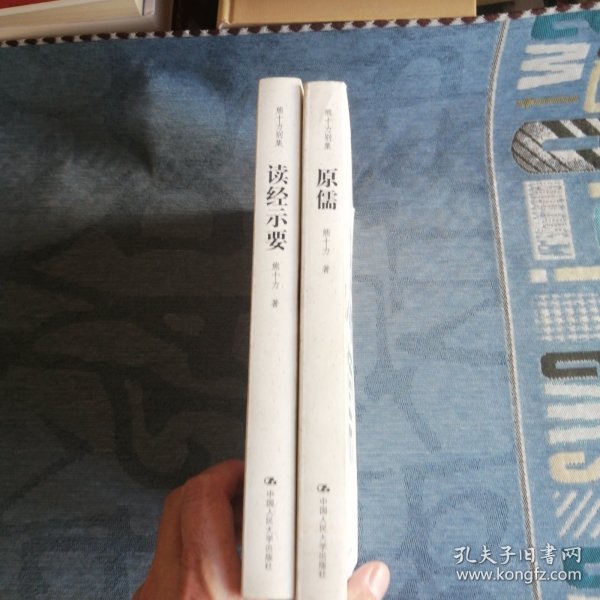 熊十力别集
读经示要
熊十力 著
中国人民大学出版社
熊十力别集
原儒
熊十力 著
中国人民大学出版社
CM
GIRLS
孔夫子旧书网
www.kongfz.com